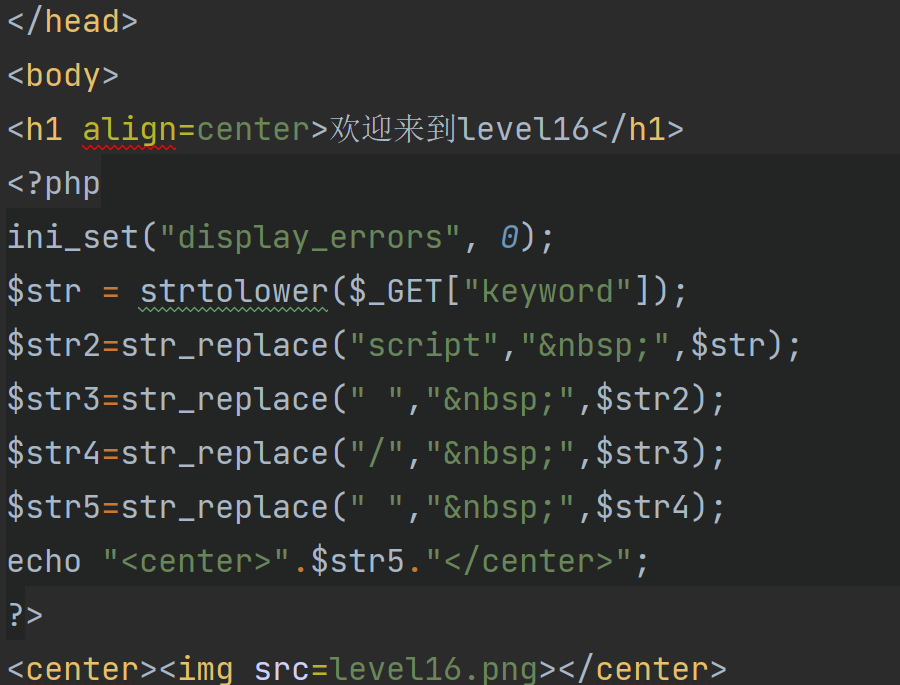 </head>
<body>
<h1 align=center>欢迎来到level16</h1>
<?php
ini_set("display_errors", 0);
$str = strtolower($_GET["keyword"]);
$str2=str_replace("script","&nbsp;",$str);
$str3=str_replace(" ","&nbsp;",$str2);
$str4=str_replace("/","&nbsp;",$str3);
$str5=str_replace(" ","&nbsp;",$str4);
echo "<center>".$str5."</center>";
?>
<center><img src=level16.png></center>